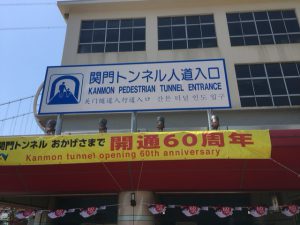 関門トンネル人道入口
KANMON PEDESTRIAN TUNNEL ENTRANCE
关门隧道人行道入口 간몬 터널 인도 입구
関門トンネル おかげさまで 開通60周年
Kanmon tunnel opening 60th anniversary